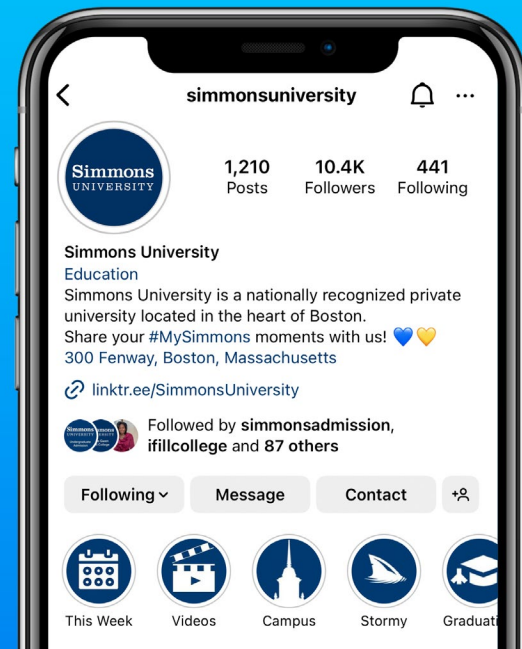 simmonsuniversity
Simmons
UNIVERSITY
1,210
Posts
10.4K
Followers
441
Following
Simmons University
Education
Simmons University is a nationally recognized private
university located in the heart of Boston.
Share your #MySimmons moments with us! 💙💛
300 Fenway, Boston, Massachusetts
linktr.ee/SimmonsUniversity
Followed by simmonsadmission,
ifillcollege and 87 others
Following
Message
Contact
This Week
Videos
Campus
Stormy
Graduati